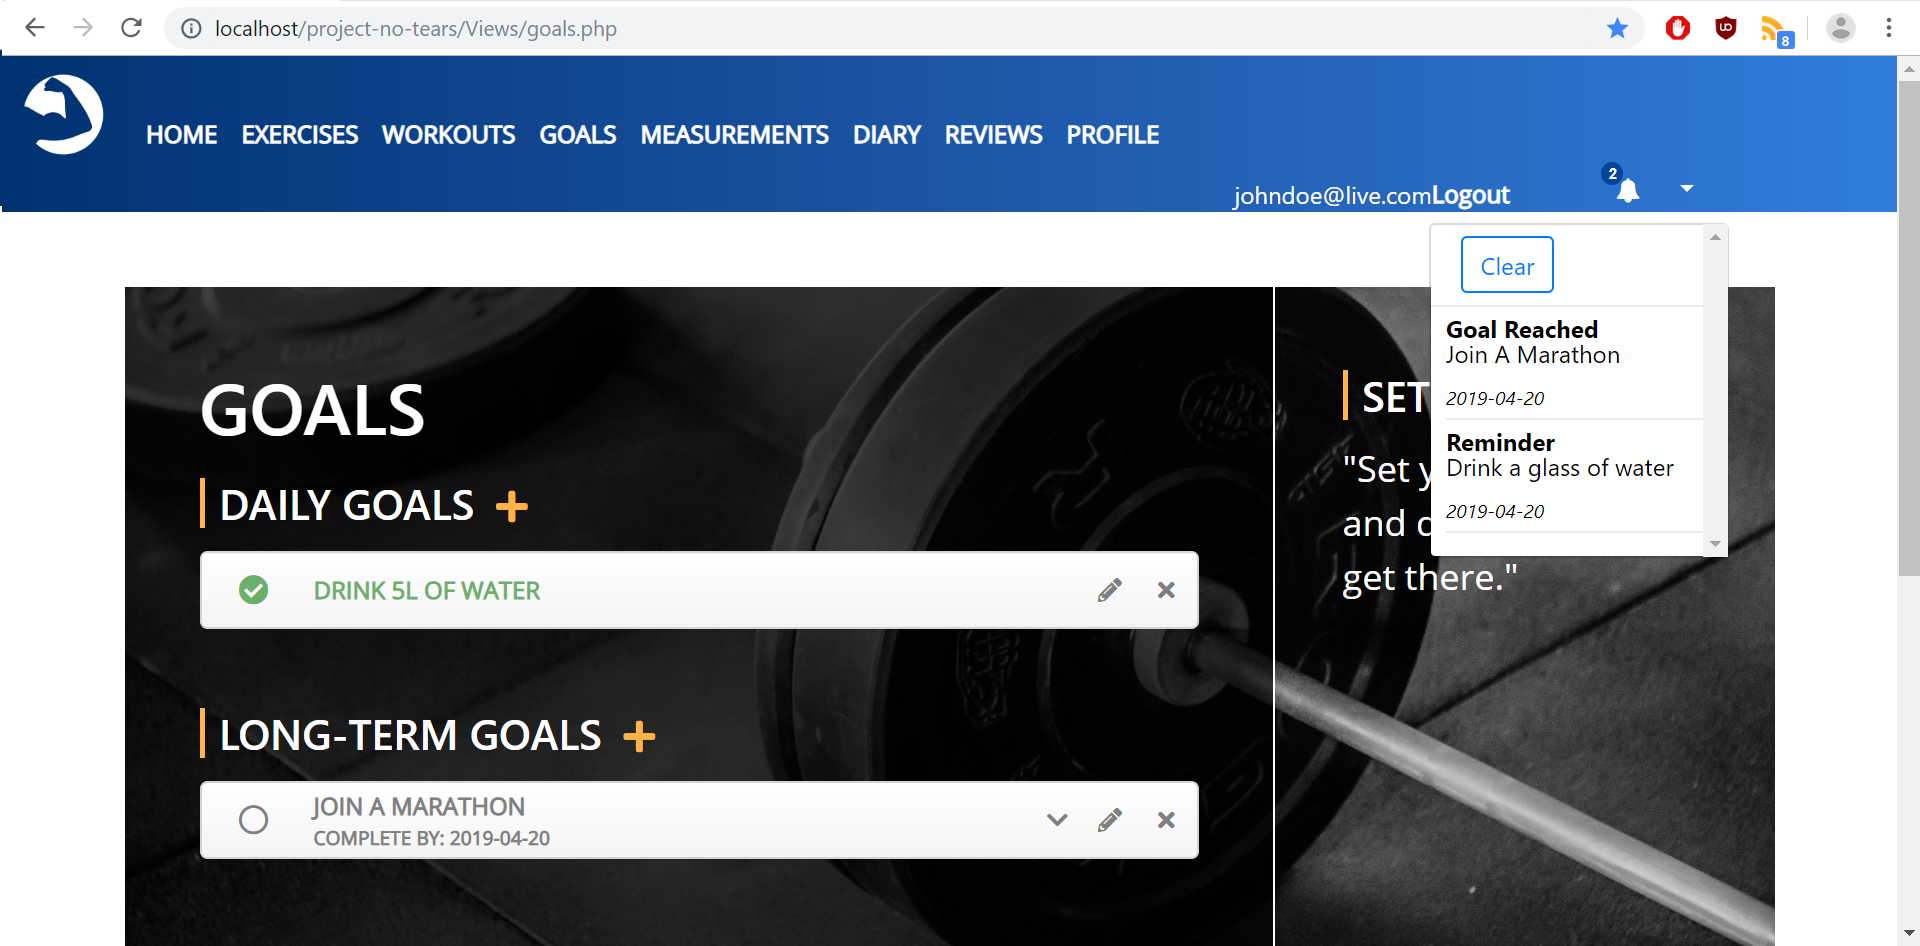 localhost/project-no-tears/Views/goals.php
8
HOME EXERCISES WORKOUTS GOALS MEASUREMENTS DIARY REVIEWS PROFILE
johndoe@live.comLogout
2
Clear
Goal Reached
Join A Marathon
2019-04-20
Reminder
Drink a glass of water
2019-04-20
GOALS
DAILY GOALS
DRINK 5L OF WATER
LONG-TERM GOALS
JOIN A MARATHON
COMPLETE BY: 2019-04-20
SET
"Set
and
get there."